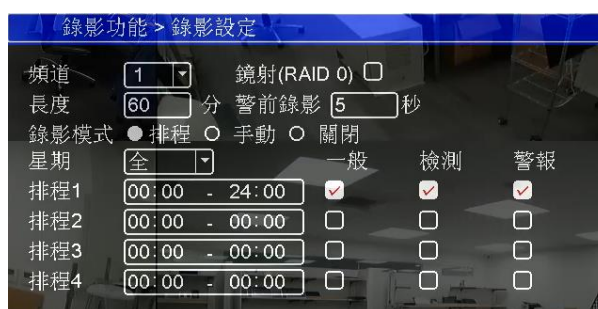 錄影功能 > 錄影設定
頻道 1 鏡射(RAID 0)
長度 60 分 警前錄影 5 秒
錄影模式 排程 手動 關閉
星期 全 一般 檢測 警報
排程1 00:00 - 24:00
排程2 00:00 - 00:00
排程3 00:00 - 00:00
排程4 00:00 - 00:00